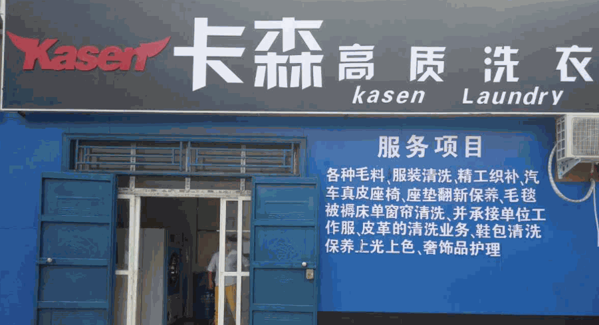 Kasen 卡森高质洗衣
kasen Laundry
服务项目
各种毛料、服装清洗、精工织补、汽
车真皮座椅、座垫翻新保养、毛毯
被褥床单窗帘清洗、并承接单位工
作服、皮革的清洗业务、鞋包清洗
保养上光上色、奢饰品护理